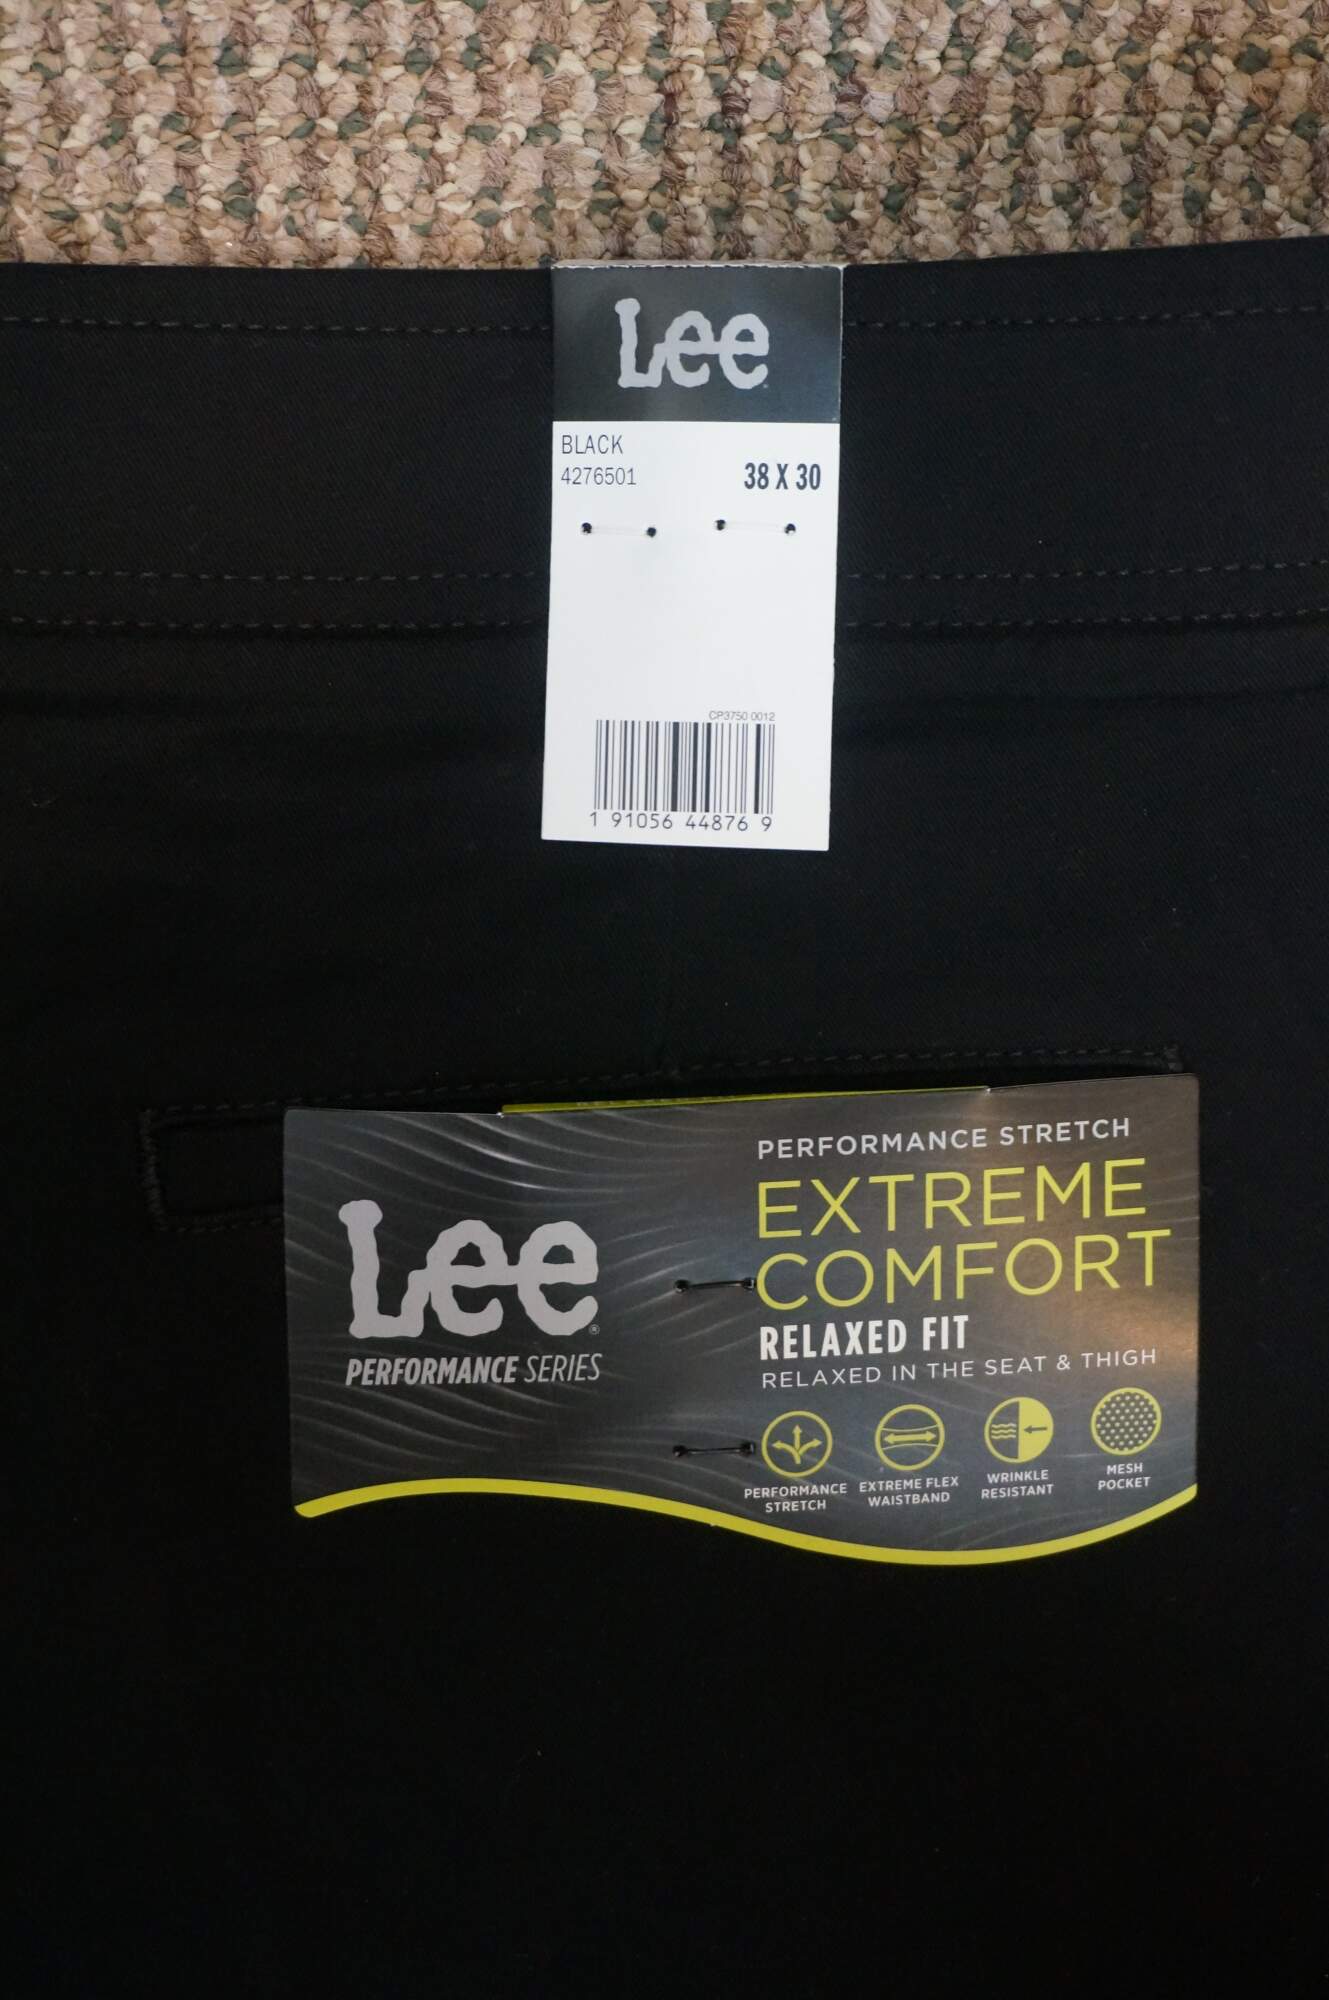 Lee
BLACK
4276501
38 X 30
CP3750 0012
1 91056 44876 9
PERFORMANCE STRETCH
EXTREME
COMFORT
RELAXED FIT
RELAXED IN THE SEAT & THIGH
Lee®
PERFORMANCE SERIES
PERFORMANCE
STRETCH
EXTREME FLEX
WAISTBAND
WRINKLE
RESISTANT
MESH
POCKET